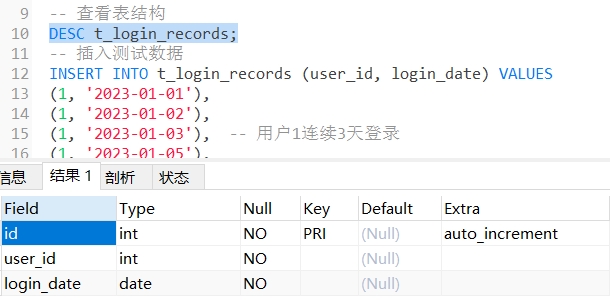 9 -- 查看表结构
10 DESC t_login_records;
11 -- 插入测试数据
12 INSERT INTO t_login_records (user_id, login_date) VALUES
13 (1, '2023-01-01'),
14 (1, '2023-01-02'),
15 (1, '2023-01-03'), -- 用户1连续3天登录
16 (1, '2023-01-05'),
信息 结果 1 剖析 状态
Field Type Null Key Default Extra
id int NO PRI (Null) auto_increment
user_id int NO (Null)
login_date date NO (Null)